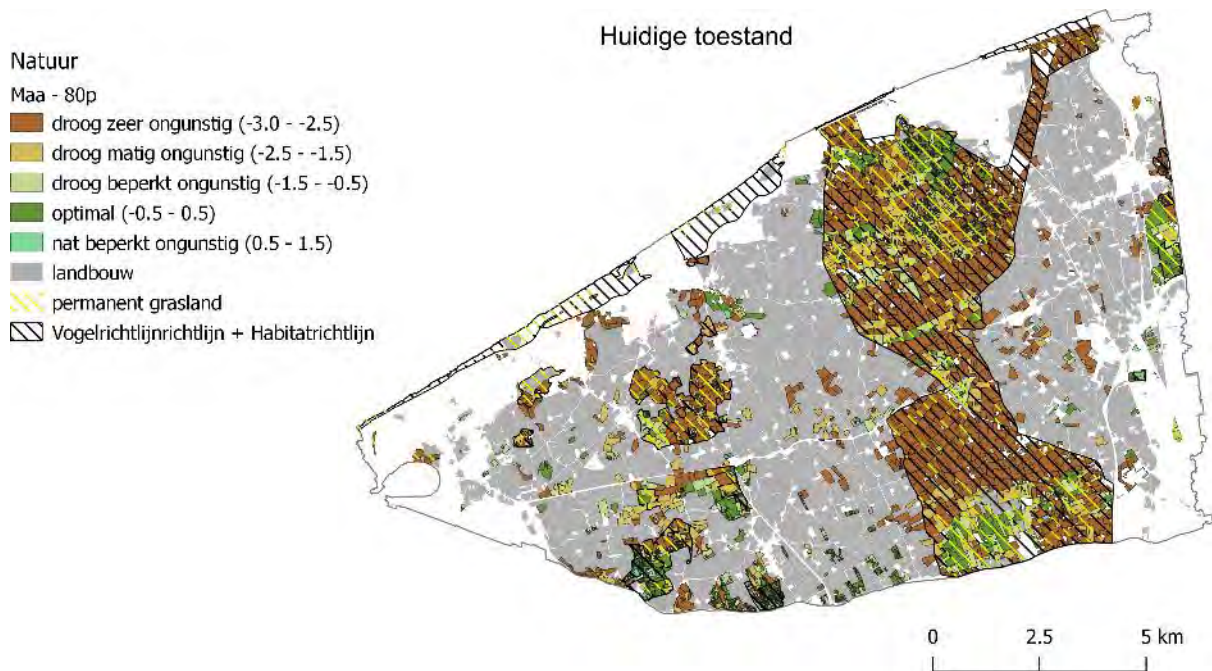 Huidige toestand
Natuur
Maa - 80p
droog zeer ongunstig (-3.0 - -2.5)
droog matig ongunstig (-2.5 - -1.5)
droog beperkt ongunstig (-1.5 - -0.5)
optimal (-0.5 - 0.5)
nat beperkt ongunstig (0.5 - 1.5)
landbouw
permanent grasland
Vogelrichtlijnrichtlijn + Habitatrichtlijn
0 2.5 5 km